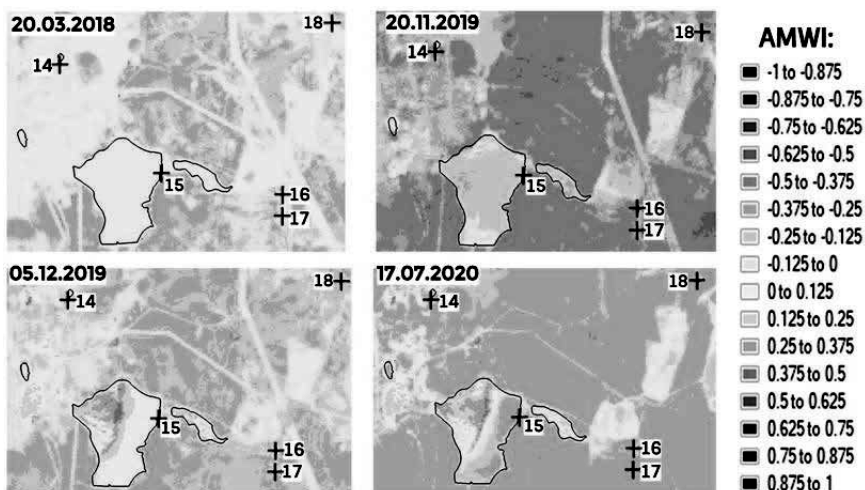 20.03.2018
18
14
15
16
17
20.11.2019
18
14
15
16
17
05.12.2019
18
14
15
16
17
17.07.2020
18
14
15
16
17
AMWI:
-1 to -0.875
-0.875 to -0.75
-0.75 to -0.625
-0.625 to -0.5
-0.5 to -0.375
-0.375 to -0.25
-0.25 to -0.125
-0.125 to 0
0 to 0.125
0.125 to 0.25
0.25 to 0.375
0.375 to 0.5
0.5 to 0.625
0.625 to 0.75
0.75 to 0.875
0.875 to 1